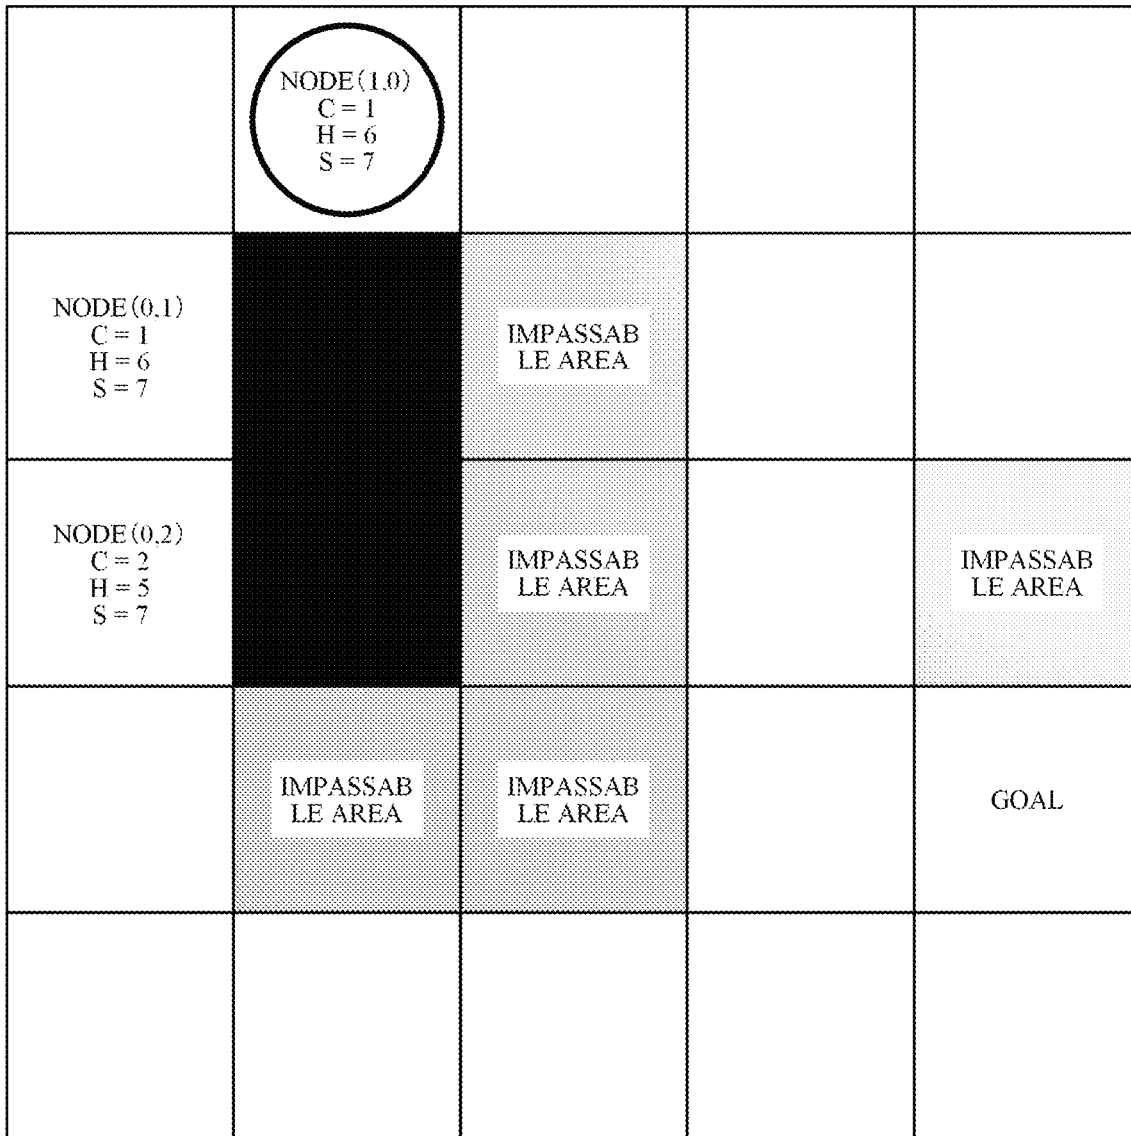 NODE(1,0)
C = 1
H = 6
S = 7
NODE(0,1)
C = 1
H = 6
S = 7
IMPASSAB
LE AREA
NODE(0,2)
C = 2
H = 5
S = 7
IMPASSAB
LE AREA
IMPASSAB
LE AREA
IMPASSAB
LE AREA
IMPASSAB
LE AREA
GOAL